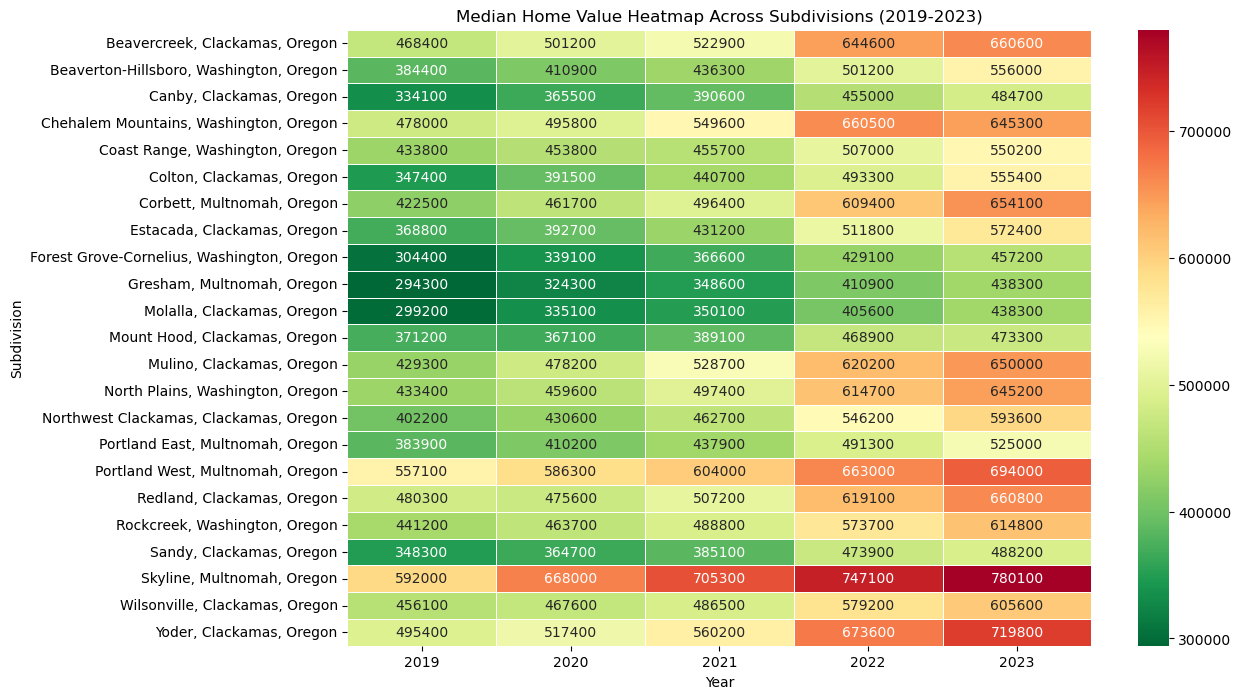 Median Home Value Heatmap Across Subdivisions (2019-2023)
Subdivision
Beavercreek, Clackamas, Oregon 468400 501200 522900 644600 660600
Beaverton-Hillsboro, Washington, Oregon 384400 410900 436300 501200 556000
Canby, Clackamas, Oregon 334100 365500 390600 455000 484700
Chehalem Mountains, Washington, Oregon 478000 495800 549600 660500 645300
Coast Range, Washington, Oregon 433800 453800 455700 507000 550200
Colton, Clackamas, Oregon 347400 391500 440700 493300 555400
Corbett, Multnomah, Oregon 422500 461700 496400 609400 654100
Estacada, Clackamas, Oregon 368800 392700 431200 511800 572400
Forest Grove-Cornelius, Washington, Oregon 304400 339100 366600 429100 457200
Gresham, Multnomah, Oregon 294300 324300 348600 410900 438300
Molalla, Clackamas, Oregon 299200 335100 350100 405600 438300
Mount Hood, Clackamas, Oregon 371200 367100 389100 468900 473300
Mulino, Clackamas, Oregon 429300 478200 528700 620200 650000
North Plains, Washington, Oregon 433400 459600 497400 614700 645200
Northwest Clackamas, Clackamas, Oregon 402200 430600 462700 546200 593600
Portland East, Multnomah, Oregon 383900 410200 437900 491300 525000
Portland West, Multnomah, Oregon 557100 586300 604000 663000 694000
Redland, Clackamas, Oregon 480300 475600 507200 619100 660800
Rockcreek, Washington, Oregon 441200 463700 488800 573700 614800
Sandy, Clackamas, Oregon 348300 364700 385100 473900 488200
Skyline, Multnomah, Oregon 592000 668000 705300 747100 780100
Wilsonville, Clackamas, Oregon 456100 467600 486500 579200 605600
Yoder, Clackamas, Oregon 495400 517400 560200 673600 719800
2019 2020 2021 2022 2023
Year
700000
600000
500000
400000
300000